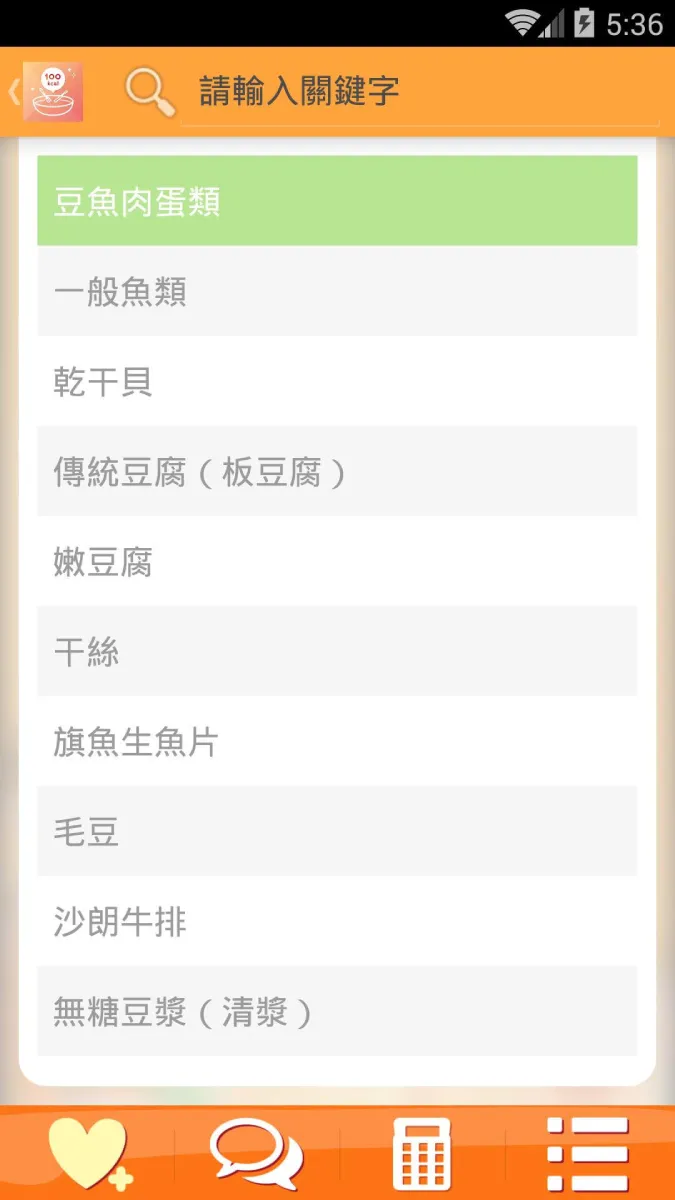 5:36
100
kcal
請輸入關鍵字
豆魚肉蛋類
一般魚類
乾干貝
傳統豆腐（板豆腐）
嫩豆腐
干絲
旗魚生魚片
毛豆
沙朗牛排
無糖豆漿（清漿）